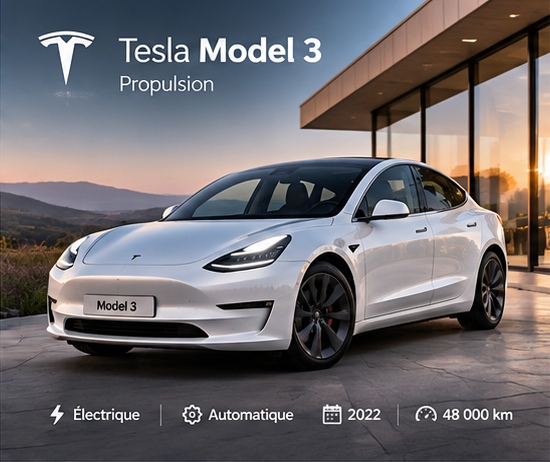 Tesla Model 3
Propulsion
Model 3
Électrique
Automatique
2022
48 000 km